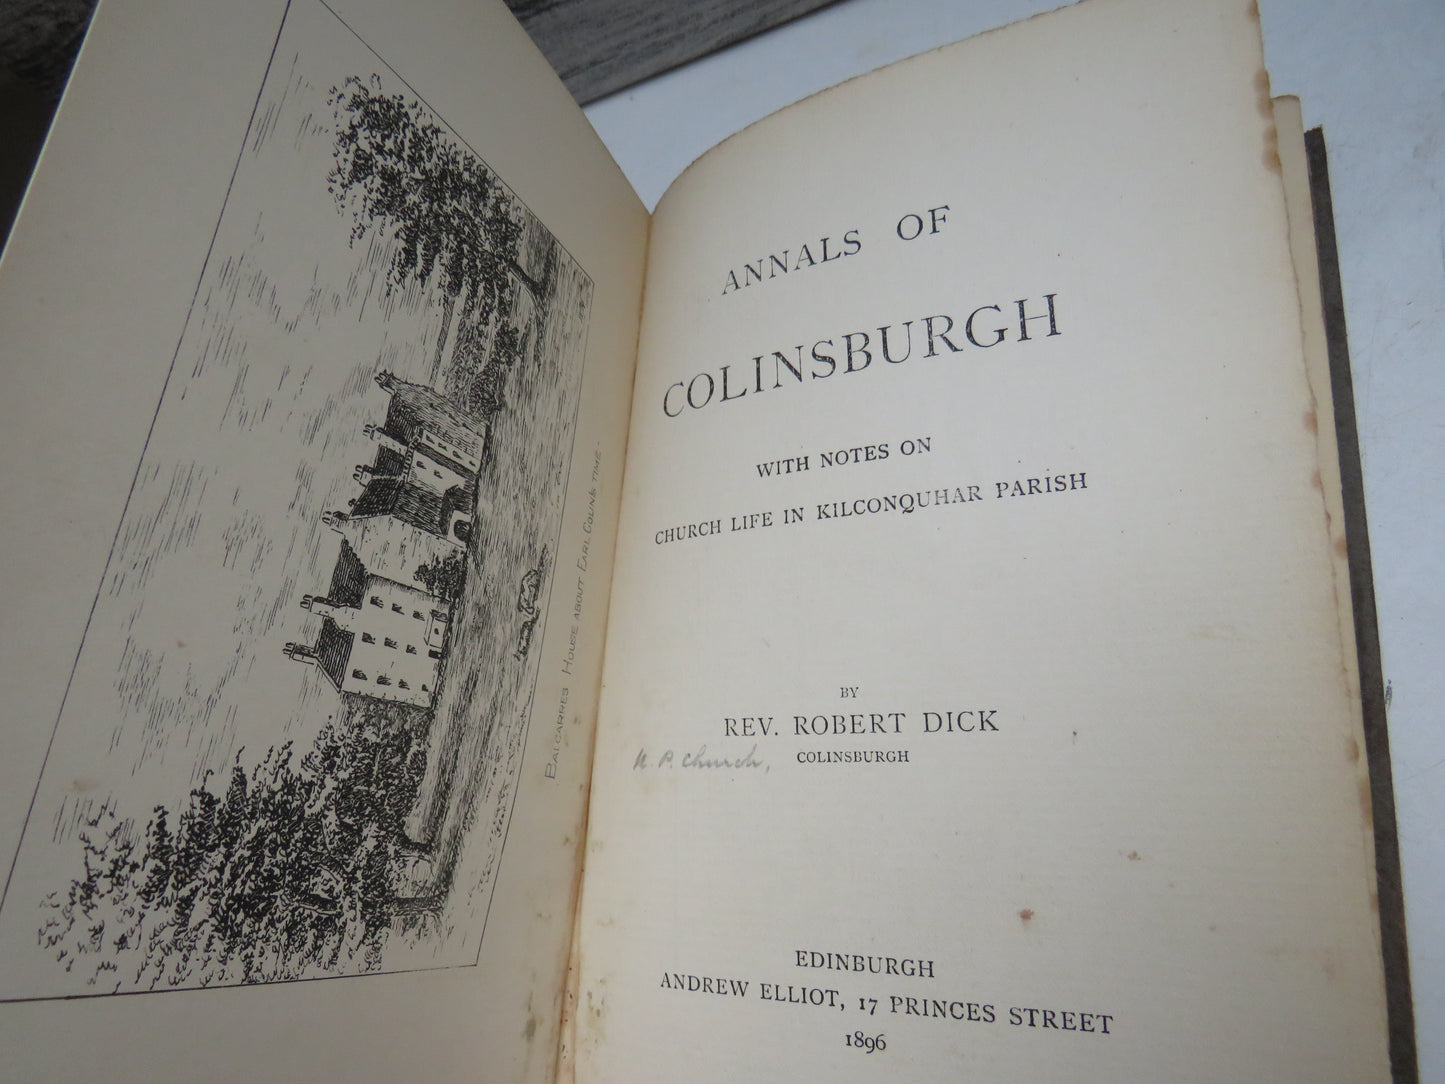 BALCARRES HOUSE ABOUT EARL COLIN'S TIME-
ANNALS OF
COLINSBURGH
WITH NOTES ON
CHURCH LIFE IN KILCONQUHAR PARISH
BY
REV. ROBERT DICK
U. P. Church, COLINSBURGH
EDINBURGH
ANDREW ELLIOT, 17 PRINCES STREET
1896